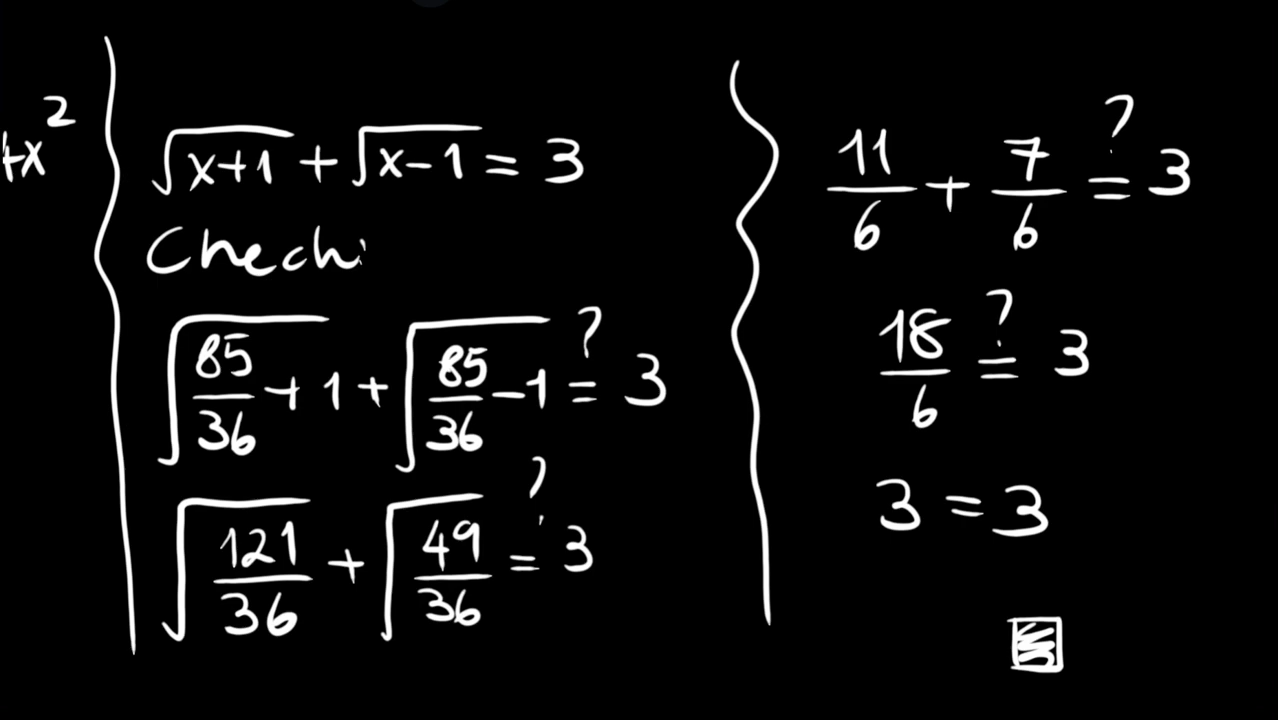 +x²
√(x+1) + √(x-1) = 3
Check
√(85/36 + 1) + √(85/36 - 1) ?= 3
√(121/36) + √(49/36) ?= 3
11/6 + 7/6 ?= 3
18/6 ?= 3
3 = 3